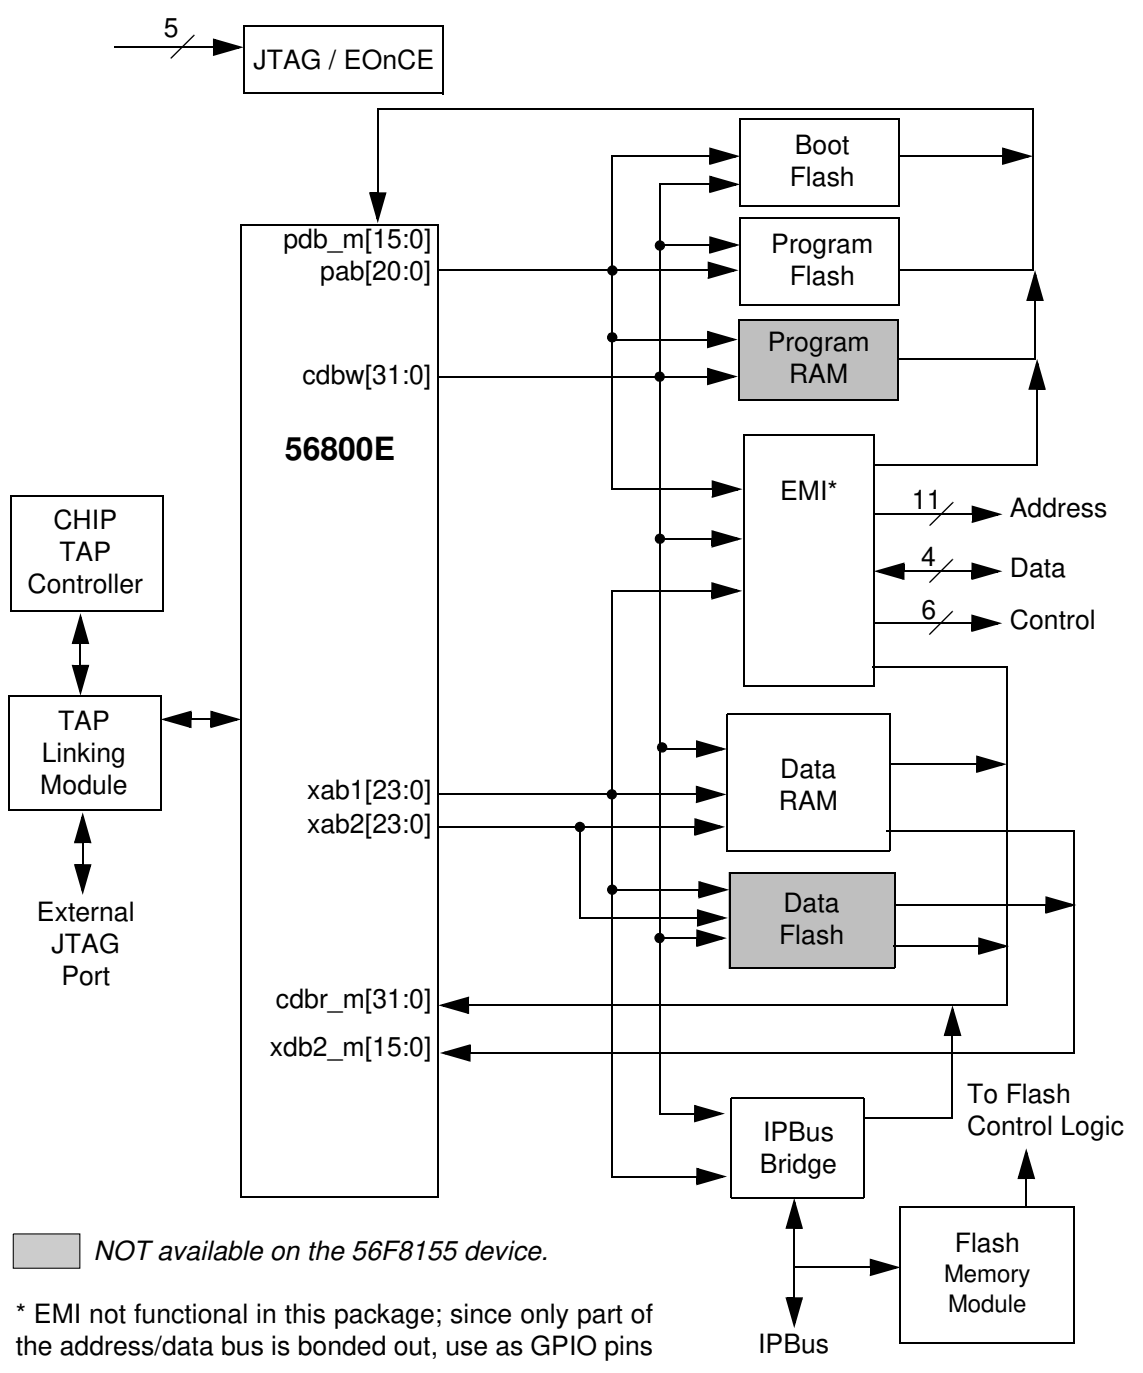 5
JTAG / EOnCE
Boot
Flash
pdb_m[15:0]
pab[20:0]
Program
Flash
cdbw[31:0]
Program
RAM
56800E
EMI*
11
Address
4
Data
6
Control
CHIP
TAP
Controller
TAP
Linking
Module
External
JTAG
Port
xab1[23:0]
xab2[23:0]
Data
RAM
Data
Flash
cdbr_m[31:0]
xdb2_m[15:0]
To Flash
Control Logic
IPBus
Bridge
Flash
Memory
Module
IPBus
NOT available on the 56F8155 device.
* EMI not functional in this package; since only part of
the address/data bus is bonded out, use as GPIO pins